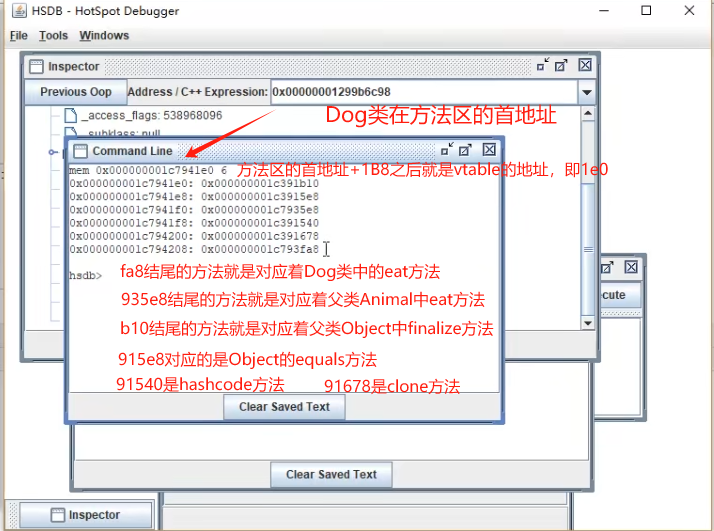 HSDB - HotSpot Debugger
File Tools Windows
Inspector
Previous Oop Address / C++ Expression: 0x00000001299b6c98
_access_flags: 538968096
Dog类在方法区的首地址
_subklass: null
Command Line
mem 0x000000001c7941e0 6 方法区的首地址+1B8之后就是vtable的地址，即1e0
0x000000001c7941e0: 0x000000001c391b10
0x000000001c7941e8: 0x000000001c3915e8
0x000000001c7941f0: 0x000000001c7935e8
0x000000001c7941f8: 0x000000001c391540
0x000000001c794200: 0x000000001c391678
0x000000001c794208: 0x000000001c793fa8
hsdb> fa8结尾的方法就是对应着Dog类中的eat方法
935e8结尾的方法就是对应着父类Animal中eat方法
cute
b10结尾的方法就是对应着父类Object中finalize方法
915e8对应的是Object的equals方法
91540是hashcode方法 91678是clone方法
Clear Saved Text
Clear Saved Text
Inspector